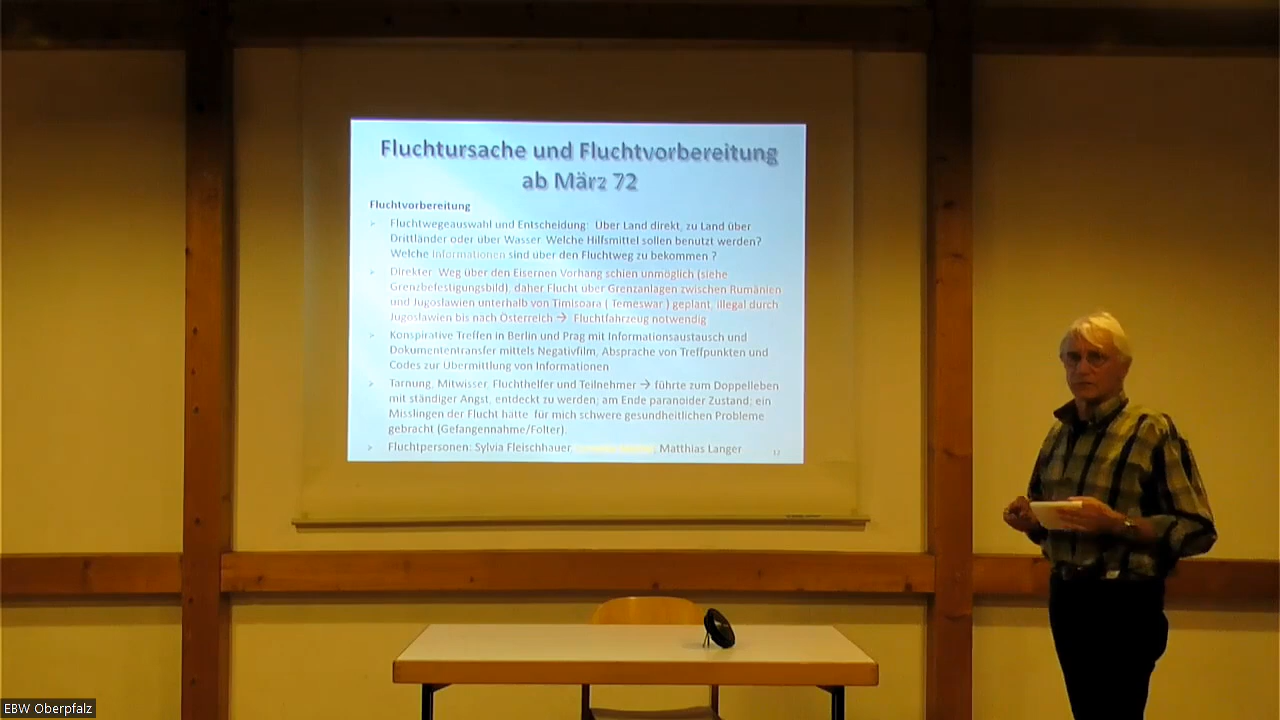 Fluchtursache und Fluchtvorbereitung
ab März 72
Fluchtvorbereitung
Fluchtwegeauswahl und Entscheidung: Über Land direkt, zu Land über
Drittländer oder über Wasser. Welche Hilfsmittel sollen benutzt werden?
Welche Informationen sind über den Fluchtweg zu bekommen ?
Direkter Weg über den Eisernen Vorhang schien unmöglich (siehe
Grenzbefestigungsbild), daher Flucht über Grenzanlagen zwischen Rumänien
und Jugoslawien unterhalb von Timisoara ( Temeswar ) geplant, illegal durch
Jugoslawien bis nach Österreich → Fluchtfahrzeug notwendig
Konspirative Treffen in Berlin und Prag mit Informationsaustausch und
Dokumententransfer mittels Negativfilm, Absprache von Treffpunkten und
Codes zur Übermittlung von Informationen
Tarnung, Mitwisser, Fluchthelfer und Teilnehmer → führte zum Doppelleben
mit ständiger Angst, entdeckt zu werden; am Ende paranoider Zustand; ein
Misslingen der Flucht hätte für mich schwere gesundheitlichen Probleme
gebracht (Gefangennahme/Folter).
Fluchtpersonen: Sylvia Fleischhauer, Matthias Langer
12
EBW Oberpfalz